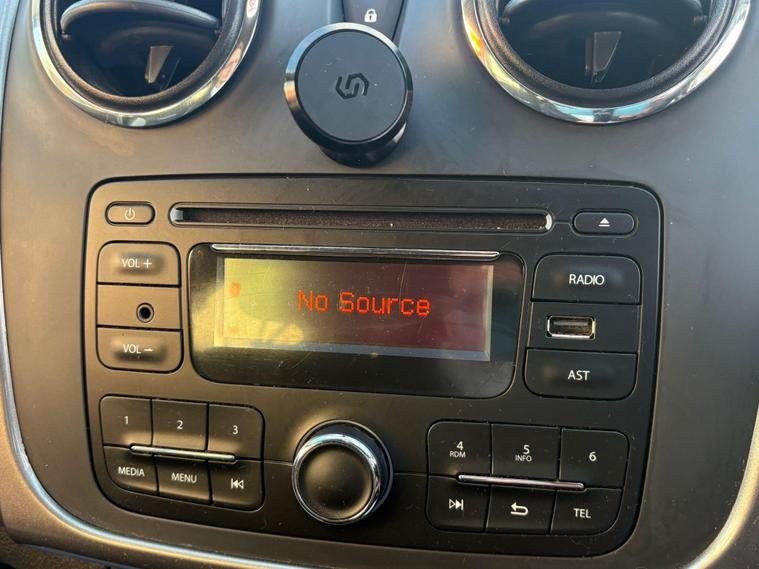 VOL +
No Source
RADIO
VOL −
AST
1
2
3
4
RDM
5
INFO
6
MEDIA
MENU
TEL